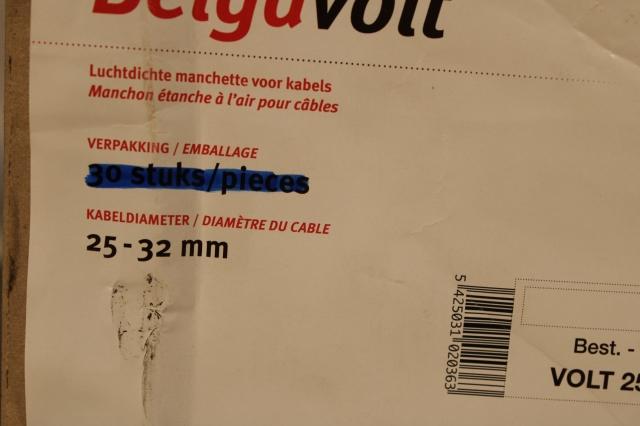 Belgavolt
Luchtdichte manchette voor kabels
Manchon étanche à l'air pour câbles
VERPAKKING / EMBALLAGE
30 stuks/pieces
KABELDIAMETER / DIAMÈTRE DU CABLE
25 - 32 mm
5 425031 020363
Best. -
VOLT 25